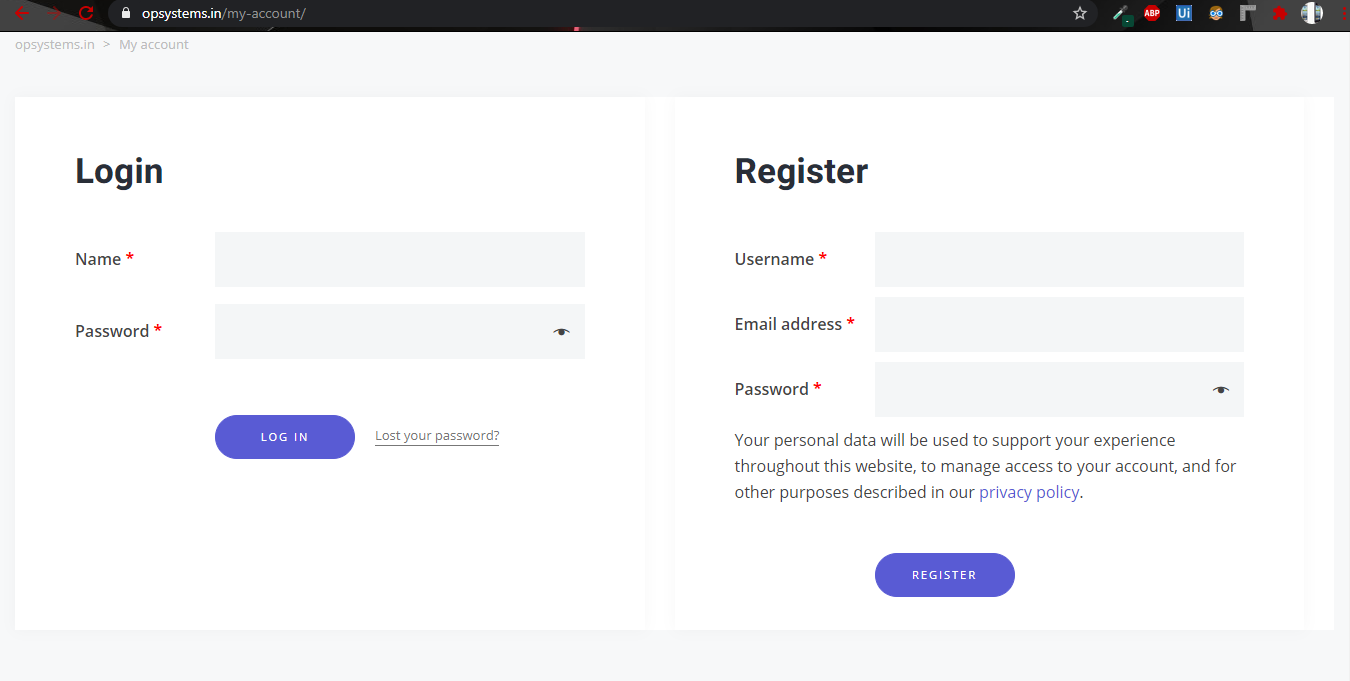 opsystems.in/my-account/
ABP
Ui
opsystems.in > My account
Login
Name *
Password *
LOG IN
Lost your password?
Register
Username *
Email address *
Password *
Your personal data will be used to support your experience
throughout this website, to manage access to your account, and for
other purposes described in our privacy policy.
REGISTER